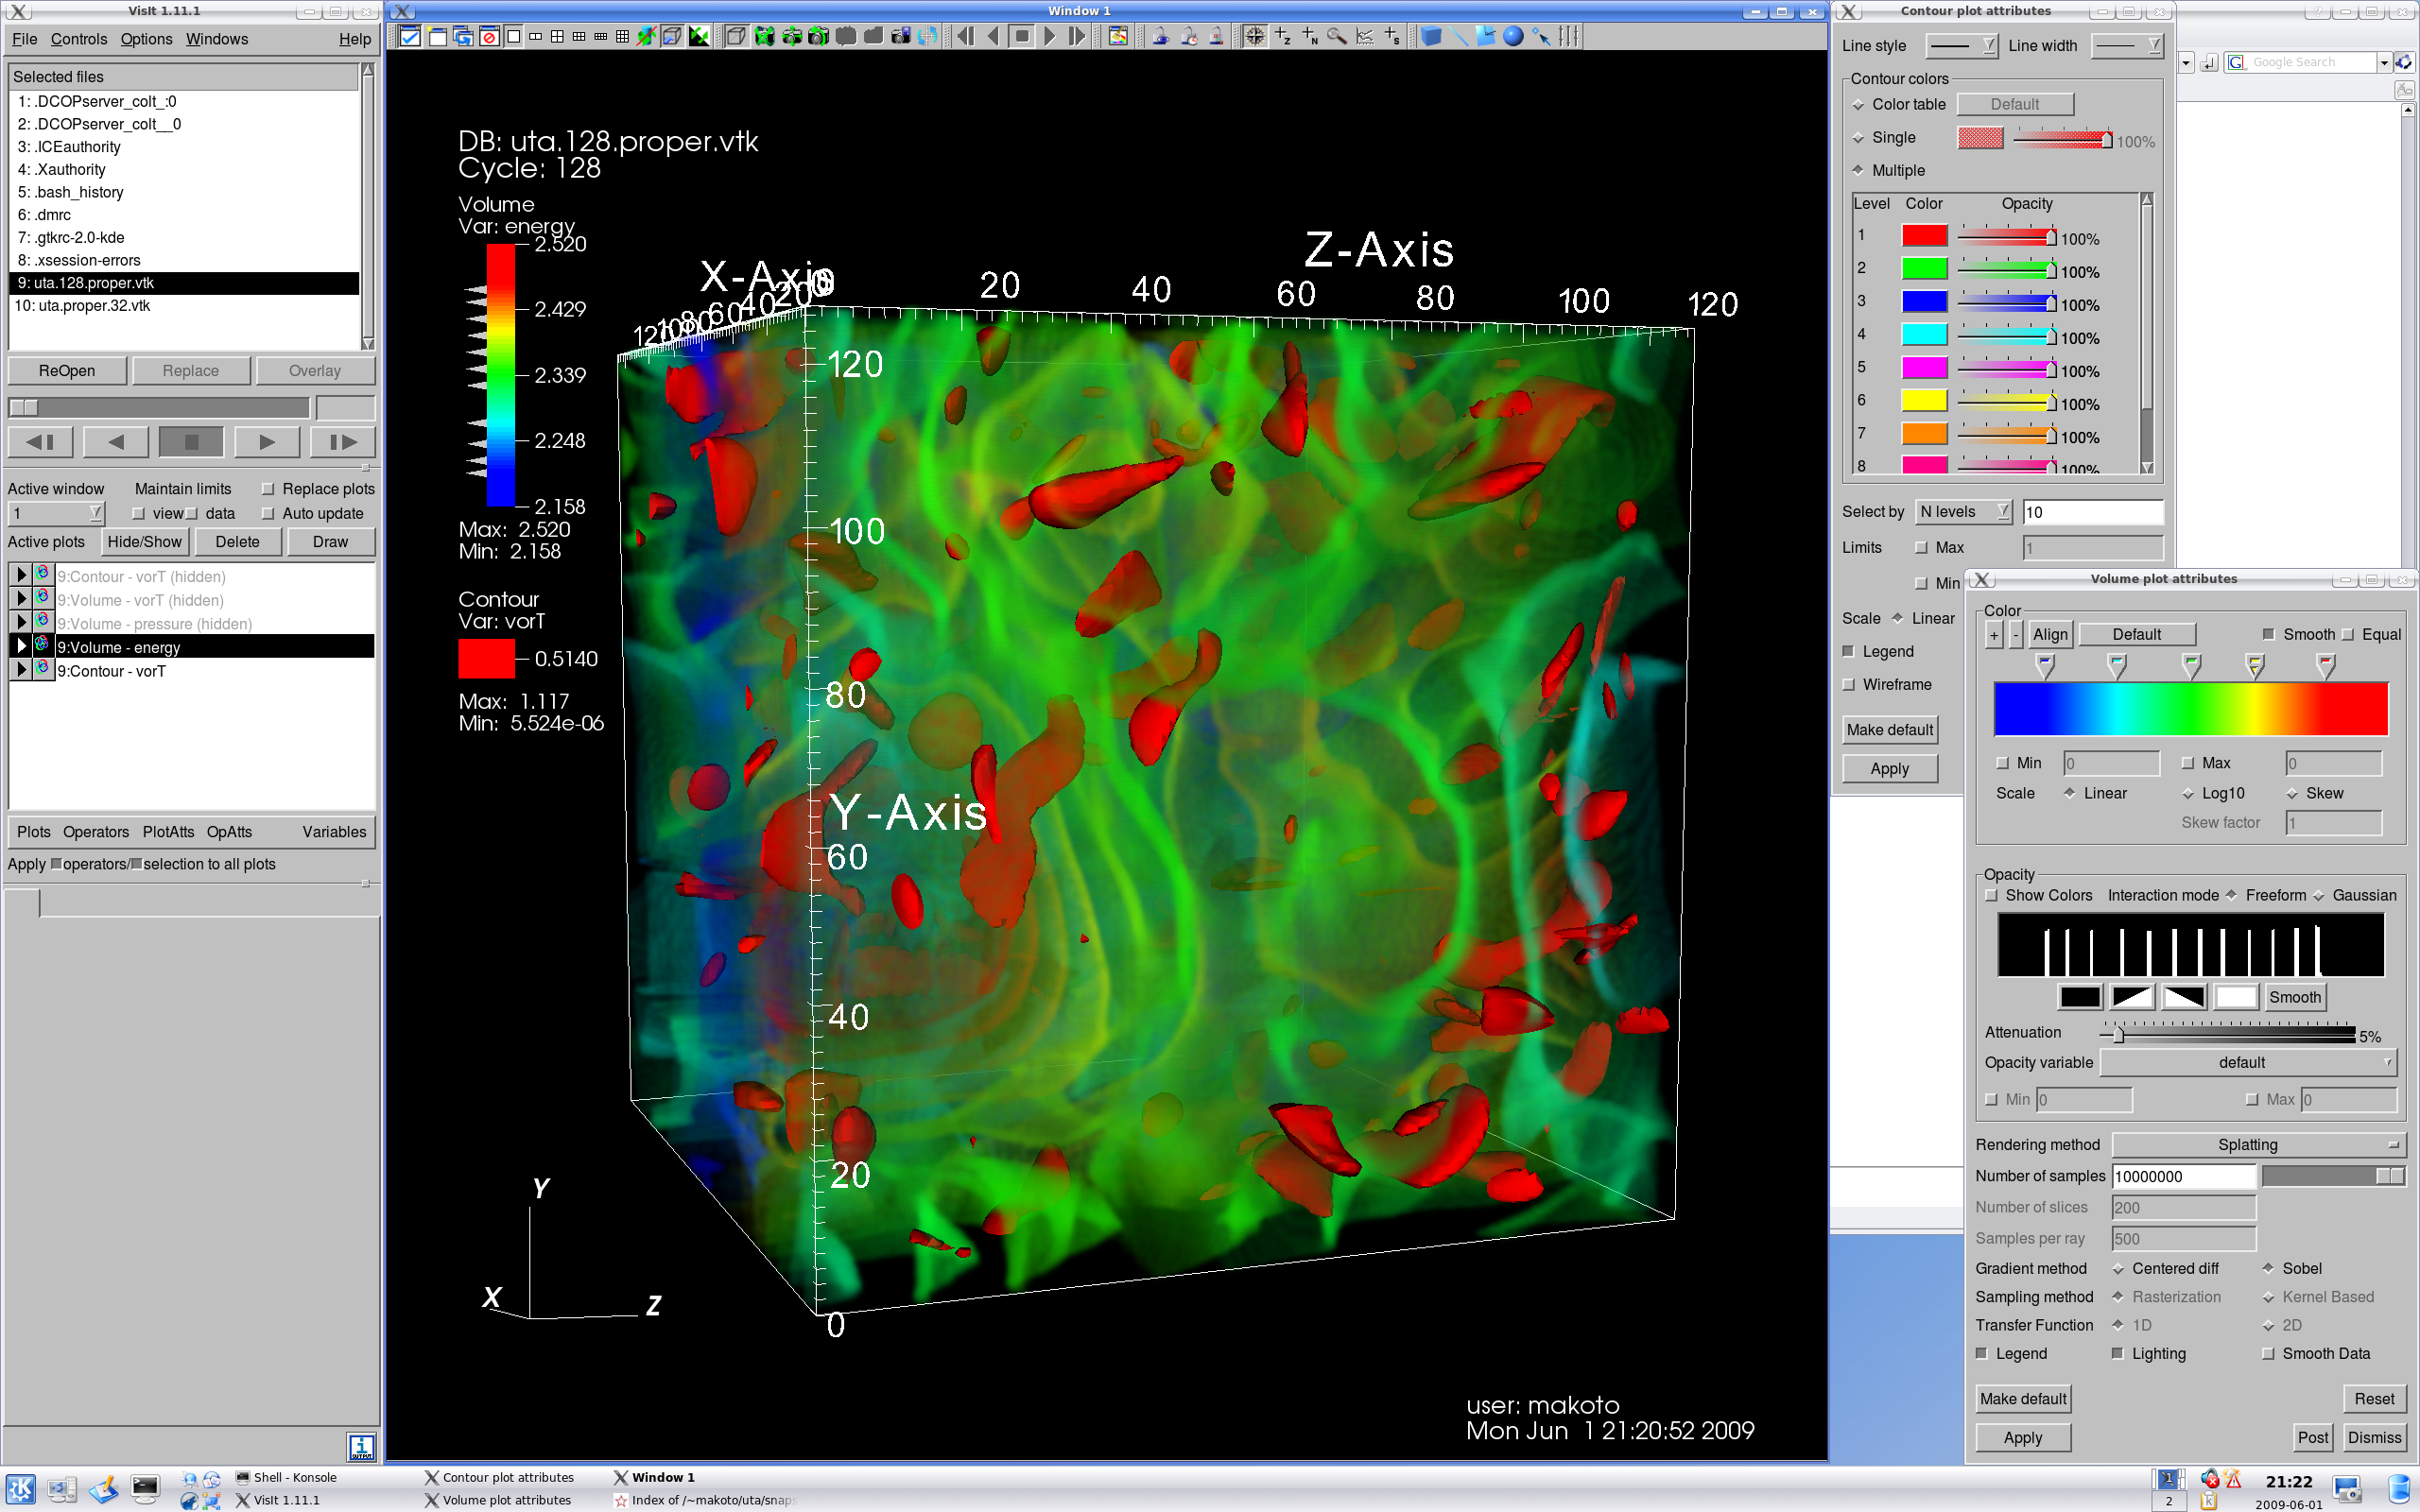 VisIt 1.11.1
File Controls Options Windows Help
Selected files
1: .DCOPserver_colt_:0
2: .DCOPserver_colt__0
3: .ICEauthority
4: .Xauthority
5: .bash_history
6: .dmrc
7: .gtkrc-2.0-kde
8: .xsession-errors
9: uta.128.proper.vtk
10: uta.proper.32.vtk
ReOpen Replace Overlay
Active window Maintain limits Replace plots
1 view data Auto update
Active plots Hide/Show Delete Draw
9:Contour - vorT (hidden)
9:Volume - vorT (hidden)
9:Volume - pressure (hidden)
9:Volume - energy
9:Contour - vorT
Plots Operators PlotAtts OpAtts Variables
Apply operators/ selection to all plots
Window 1
DB: uta.128.proper.vtk
Cycle: 128
Volume
Var: energy
2.520
2.429
2.339
2.248
2.158
Max: 2.520
Min: 2.158
Contour
Var: vorT
0.5140
Max: 1.117
Min: 5.524e-06
X-Axis
120 100 80 60 40 20 0
Z-Axis
20 40 60 80 100 120
120
100
80
Y-Axis
60
40
20
0
Y
X
Z
user: makoto
Mon Jun 1 21:20:52 2009
Contour plot attributes
Line style Line width
Contour colors
Color table Default
Single 100%
Multiple
Level Color Opacity
1 100%
2 100%
3 100%
4 100%
5 100%
6 100%
7 100%
8 100%
Select by N levels 10
Limits Max 1
Min
Scale Linear
Legend
Wireframe
Make default
Apply
Google Search
Volume plot attributes
Color
+ - Align Default Smooth Equal
Min 0 Max 0
Scale Linear Log10 Skew
Skew factor 1
Opacity
Show Colors Interaction mode Freeform Gaussian
Smooth
Attenuation 5%
Opacity variable default
Min 0 Max 0
Rendering method Splatting
Number of samples 10000000
Number of slices 200
Samples per ray 500
Gradient method Centered diff Sobel
Sampling method Rasterization Kernel Based
Transfer Function 1D 2D
Legend Lighting Smooth Data
Make default Reset
Apply Post Dismiss
Shell - Konsole Contour plot attributes Window 1
VisIt 1.11.1 Volume plot attributes Index of /~makoto/uta/snaps
1
2
21:22
2009-06-01